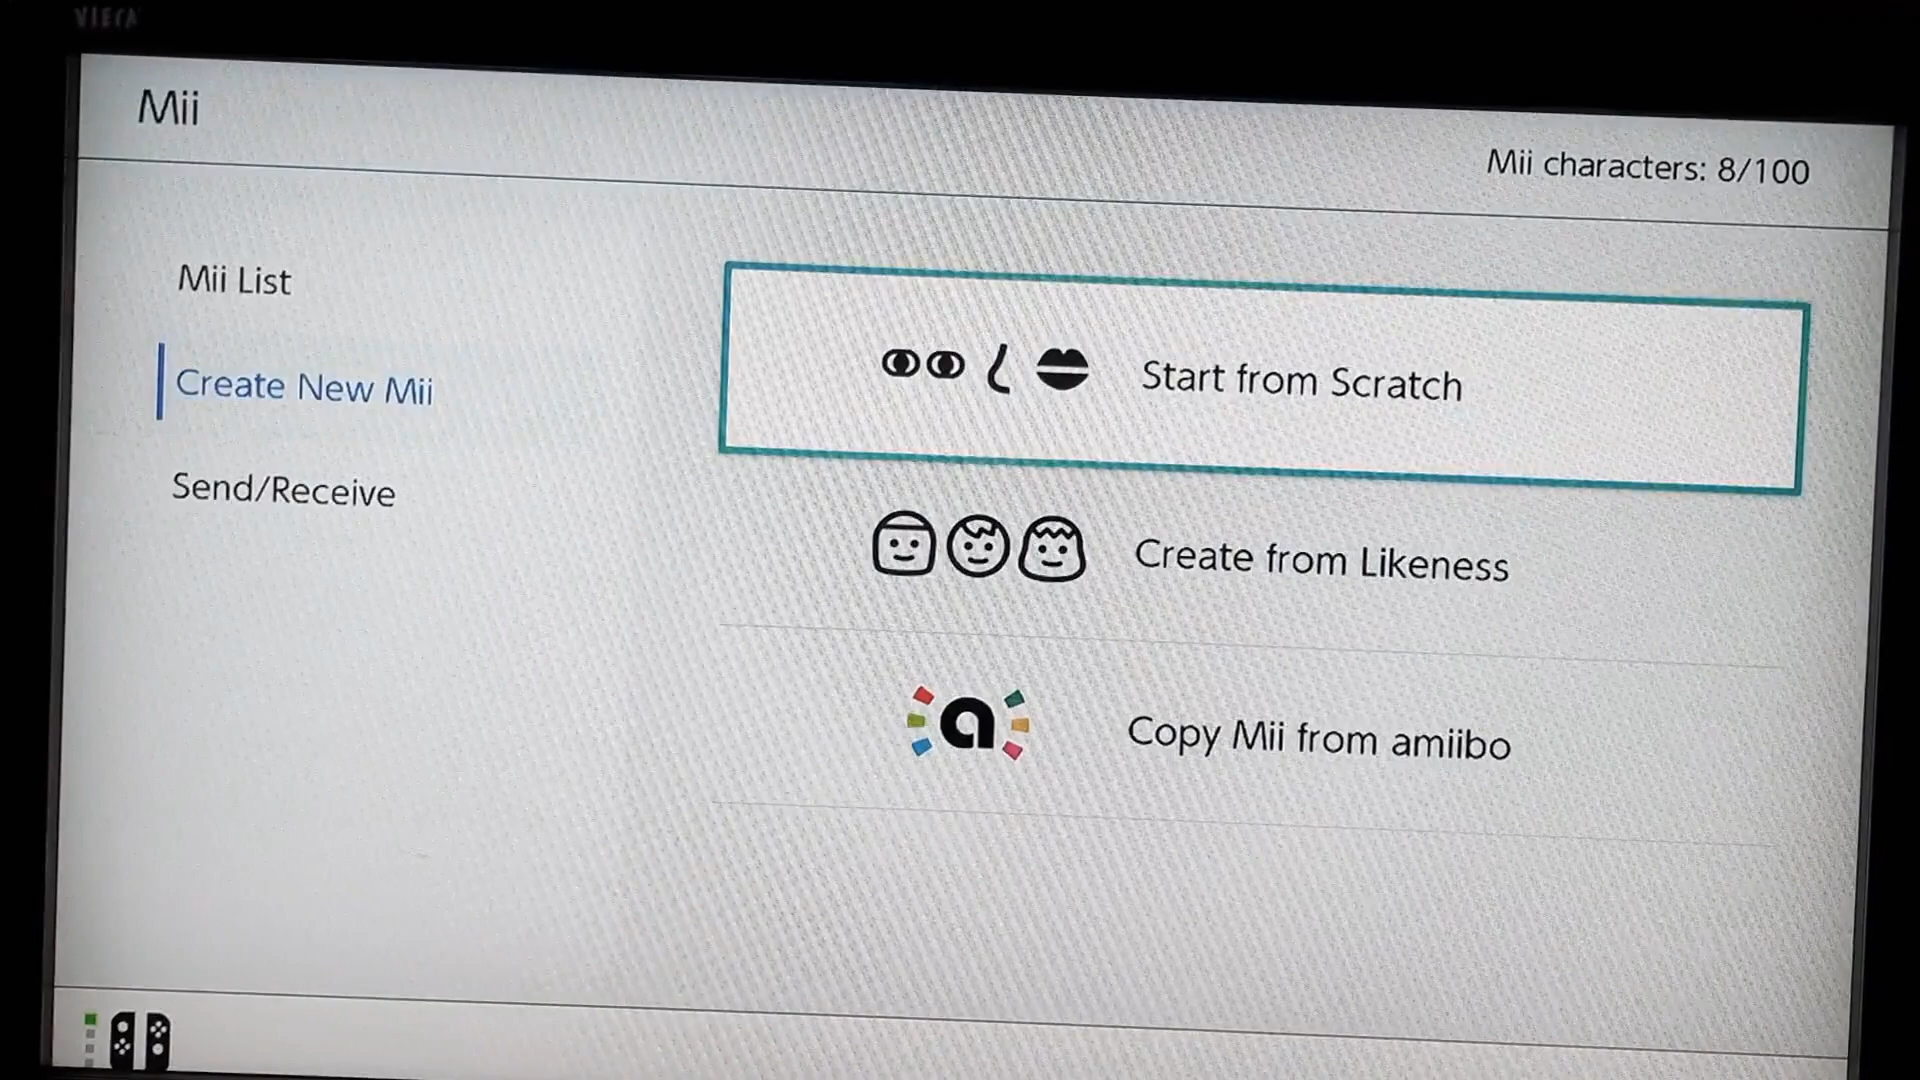 VIERA
Mii
Mii characters: 8/100
Mii List
Create New Mii
Send/Receive
Start from Scratch
Create from Likeness
a
Copy Mii from amiibo